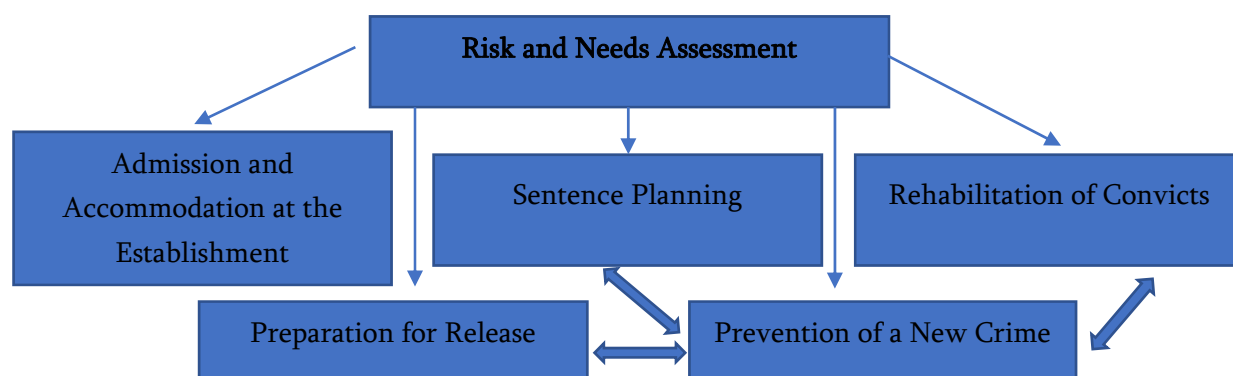 Risk and Needs Assessment
Admission and
Accommodation at the
Establishment
Sentence Planning
Rehabilitation of Convicts
Preparation for Release
Prevention of a New Crime